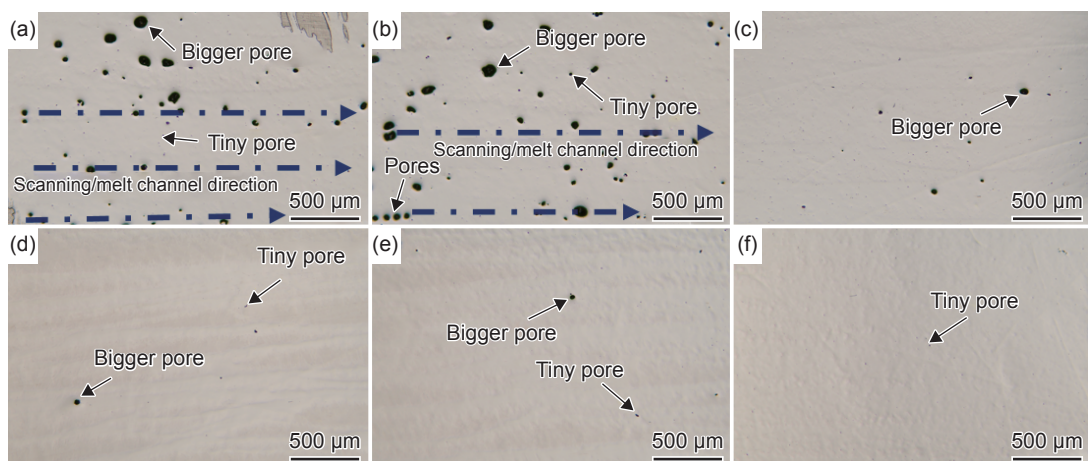 (a)
Bigger pore
Tiny pore
Scanning/melt channel direction
500 μm
(b)
Bigger pore
Tiny pore
Scanning/melt channel direction
Pores
500 μm
(c)
Bigger pore
500 μm
(d)
Tiny pore
Bigger pore
500 μm
(e)
Bigger pore
Tiny pore
500 μm
(f)
Tiny pore
500 μm